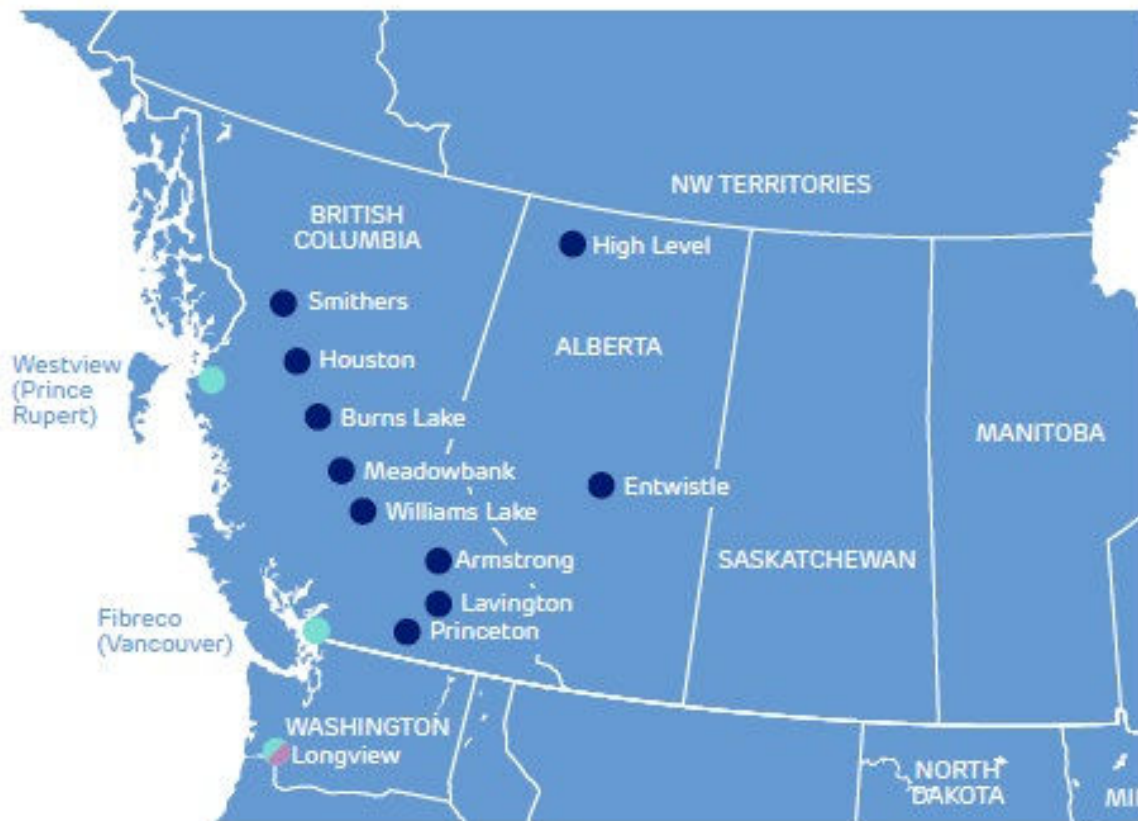 NW TERRITORIES
BRITISH
COLUMBIA
High Level
Smithers
ALBERTA
Westview
(Prince
Rupert)
Houston
Burns Lake
MANITOBA
Meadowbank
Entwistle
Williams Lake
Armstrong
SASKATCHEWAN
Lavington
Fibreco
(Vancouver)
Princeton
WASHINGTON
Longview
NORTH
DAKOTA